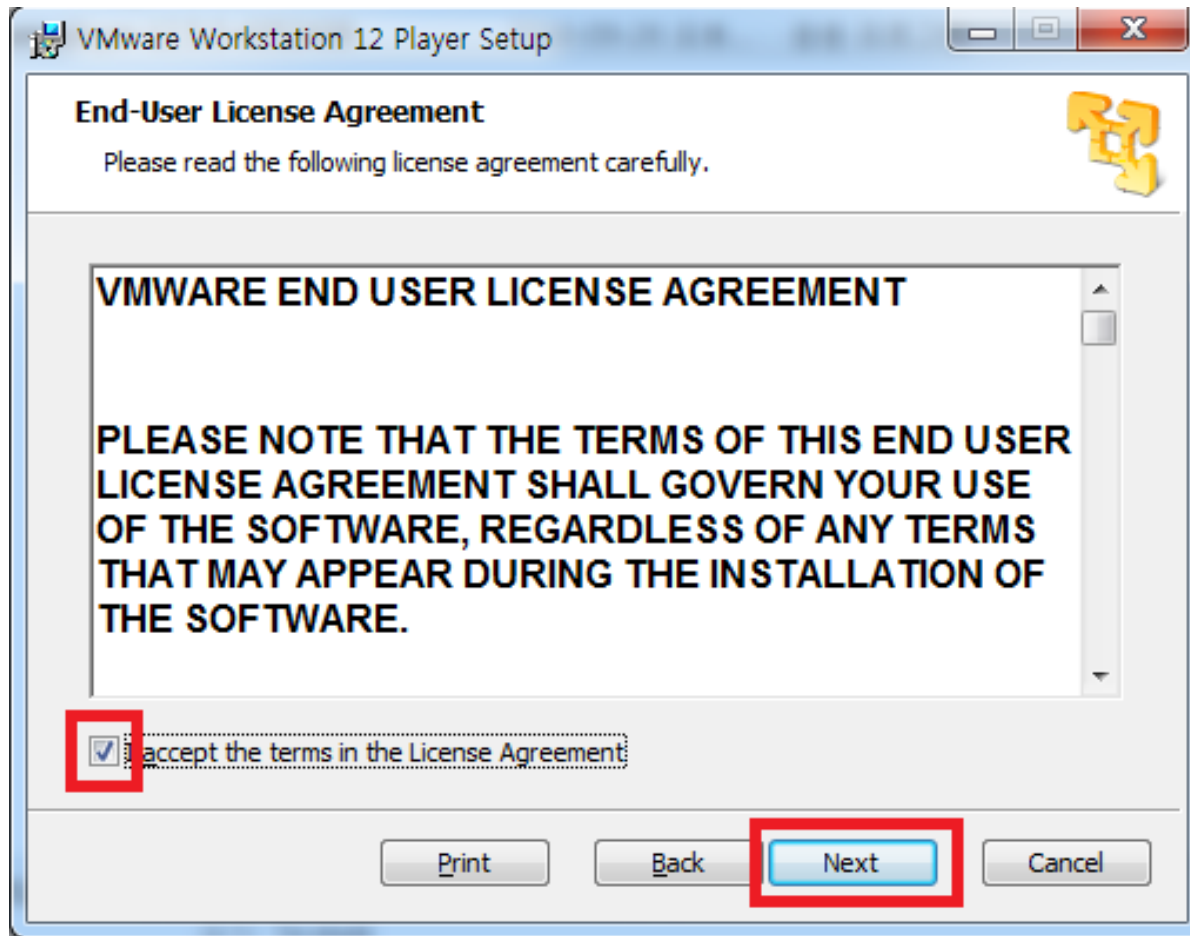 VMware Workstation 12 Player Setup
End-User License Agreement
Please read the following license agreement carefully.
VMWARE END USER LICENSE AGREEMENT
PLEASE NOTE THAT THE TERMS OF THIS END USER
LICENSE AGREEMENT SHALL GOVERN YOUR USE
OF THE SOFTWARE, REGARDLESS OF ANY TERMS
THAT MAY APPEAR DURING THE INSTALLATION OF
THE SOFTWARE.
I accept the terms in the License Agreement
Print Back Next Cancel